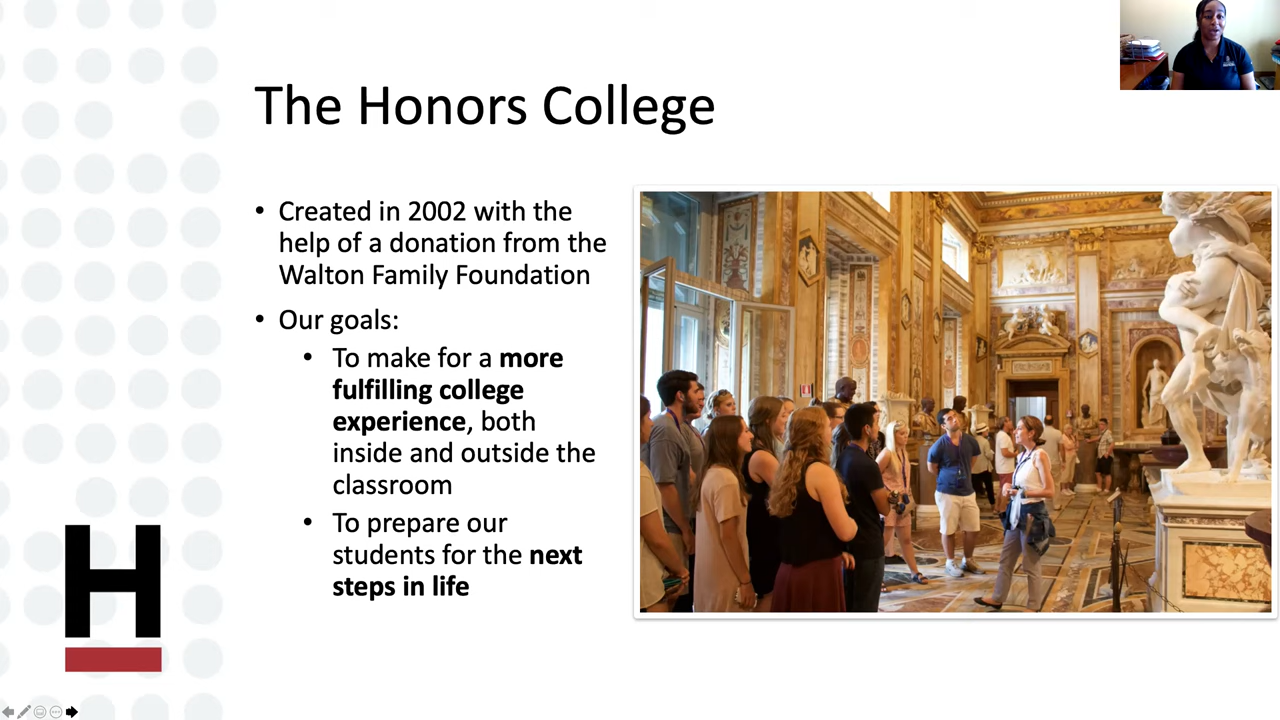 The Honors College
• Created in 2002 with the
help of a donation from the
Walton Family Foundation
• Our goals:
• To make for a more
fulfilling college
experience, both
inside and outside the
classroom
• To prepare our
students for the next
steps in life
H